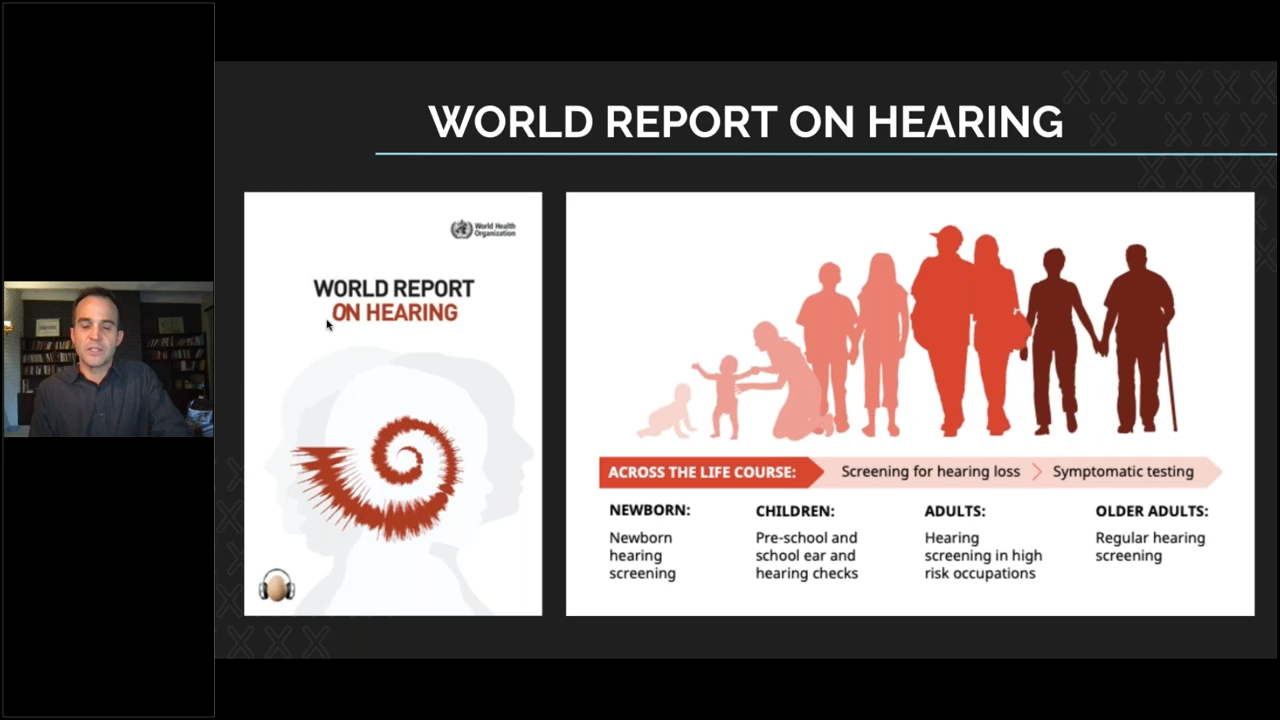 WORLD REPORT ON HEARING
World Health
Organization
WORLD REPORT
ON HEARING
ACROSS THE LIFE COURSE:
Screening for hearing loss
Symptomatic testing
NEWBORN:
Newborn
hearing
screening
CHILDREN:
Pre-school and
school ear and
hearing checks
ADULTS:
Hearing
screening in high
risk occupations
OLDER ADULTS:
Regular hearing
screening